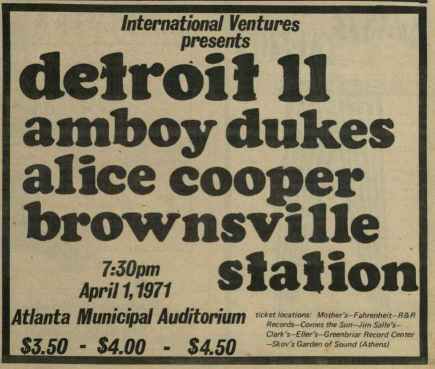 International Ventures
presents
detroit 11
amboy dukes
alice cooper
brownsville
station
7:30pm
April 1, 1971
Atlanta Municipal Auditorium
$3.50 - $4.00 - $4.50
ticket locations: Mother's—Fahrenheit—R&R
Records—Comes the Sun—Jim Salle's—
Clark's—Eller's—Greenbriar Record Center
—Skov's Garden of Sound (Athens)